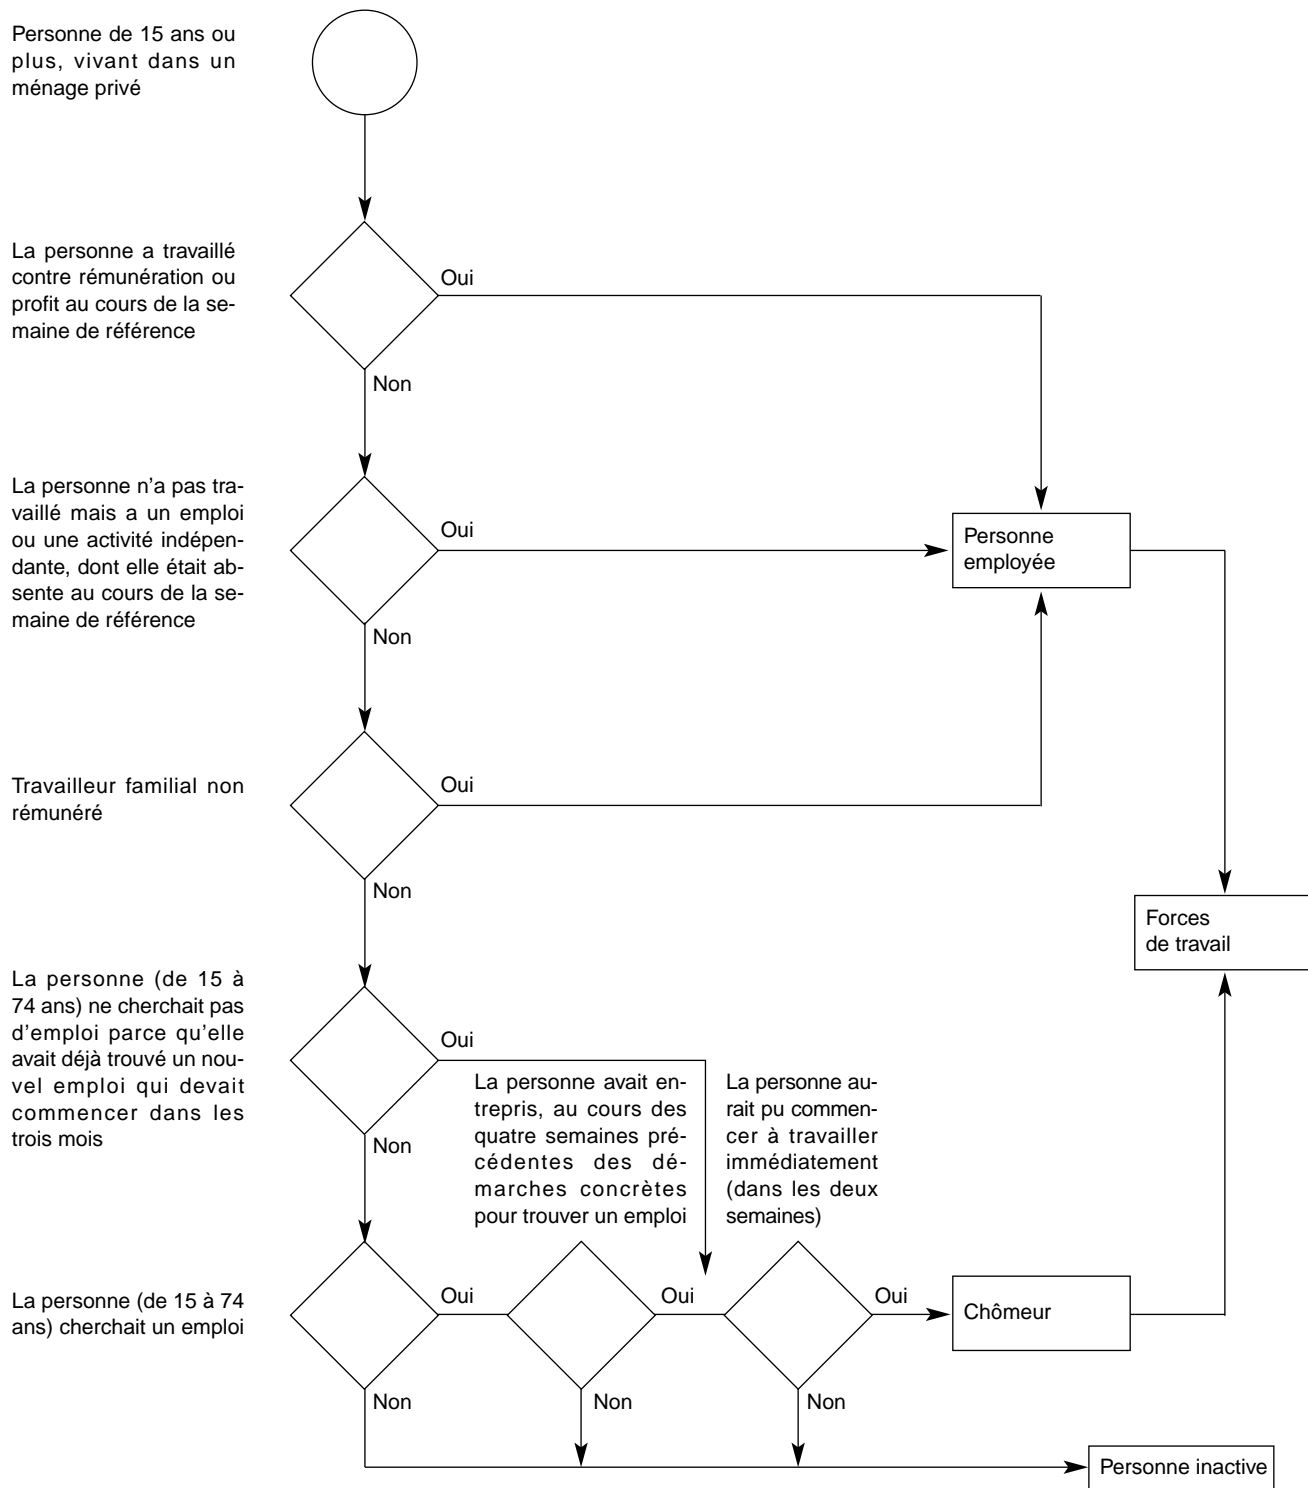 Personne de 15 ans ou
plus, vivant dans un
ménage privé
La personne a travaillé
contre rémunération ou
profit au cours de la se-
maine de référence
Oui
Non
La personne n'a pas tra-
vaillé mais a un emploi
ou une activité indépen-
dante, dont elle était ab-
sente au cours de la se-
maine de référence
Oui
Non
Personne
employée
Travailleur familial non
rémunéré
Oui
Non
Forces
de travail
La personne (de 15 à
74 ans) ne cherchait pas
d'emploi parce qu'elle
avait déjà trouvé un nou-
vel emploi qui devait
commencer dans les
trois mois
Oui
Non
La personne avait en-
trepris, au cours des
quatre semaines pré-
cédentes des dé-
marches concrètes
pour trouver un emploi
La personne au-
rait pu commen-
cer à travailler
immédiatement
(dans les deux
semaines)
La personne (de 15 à 74
ans) cherchait un emploi
Oui
Oui
Oui
Chômeur
Non
Non
Non
Personne inactive